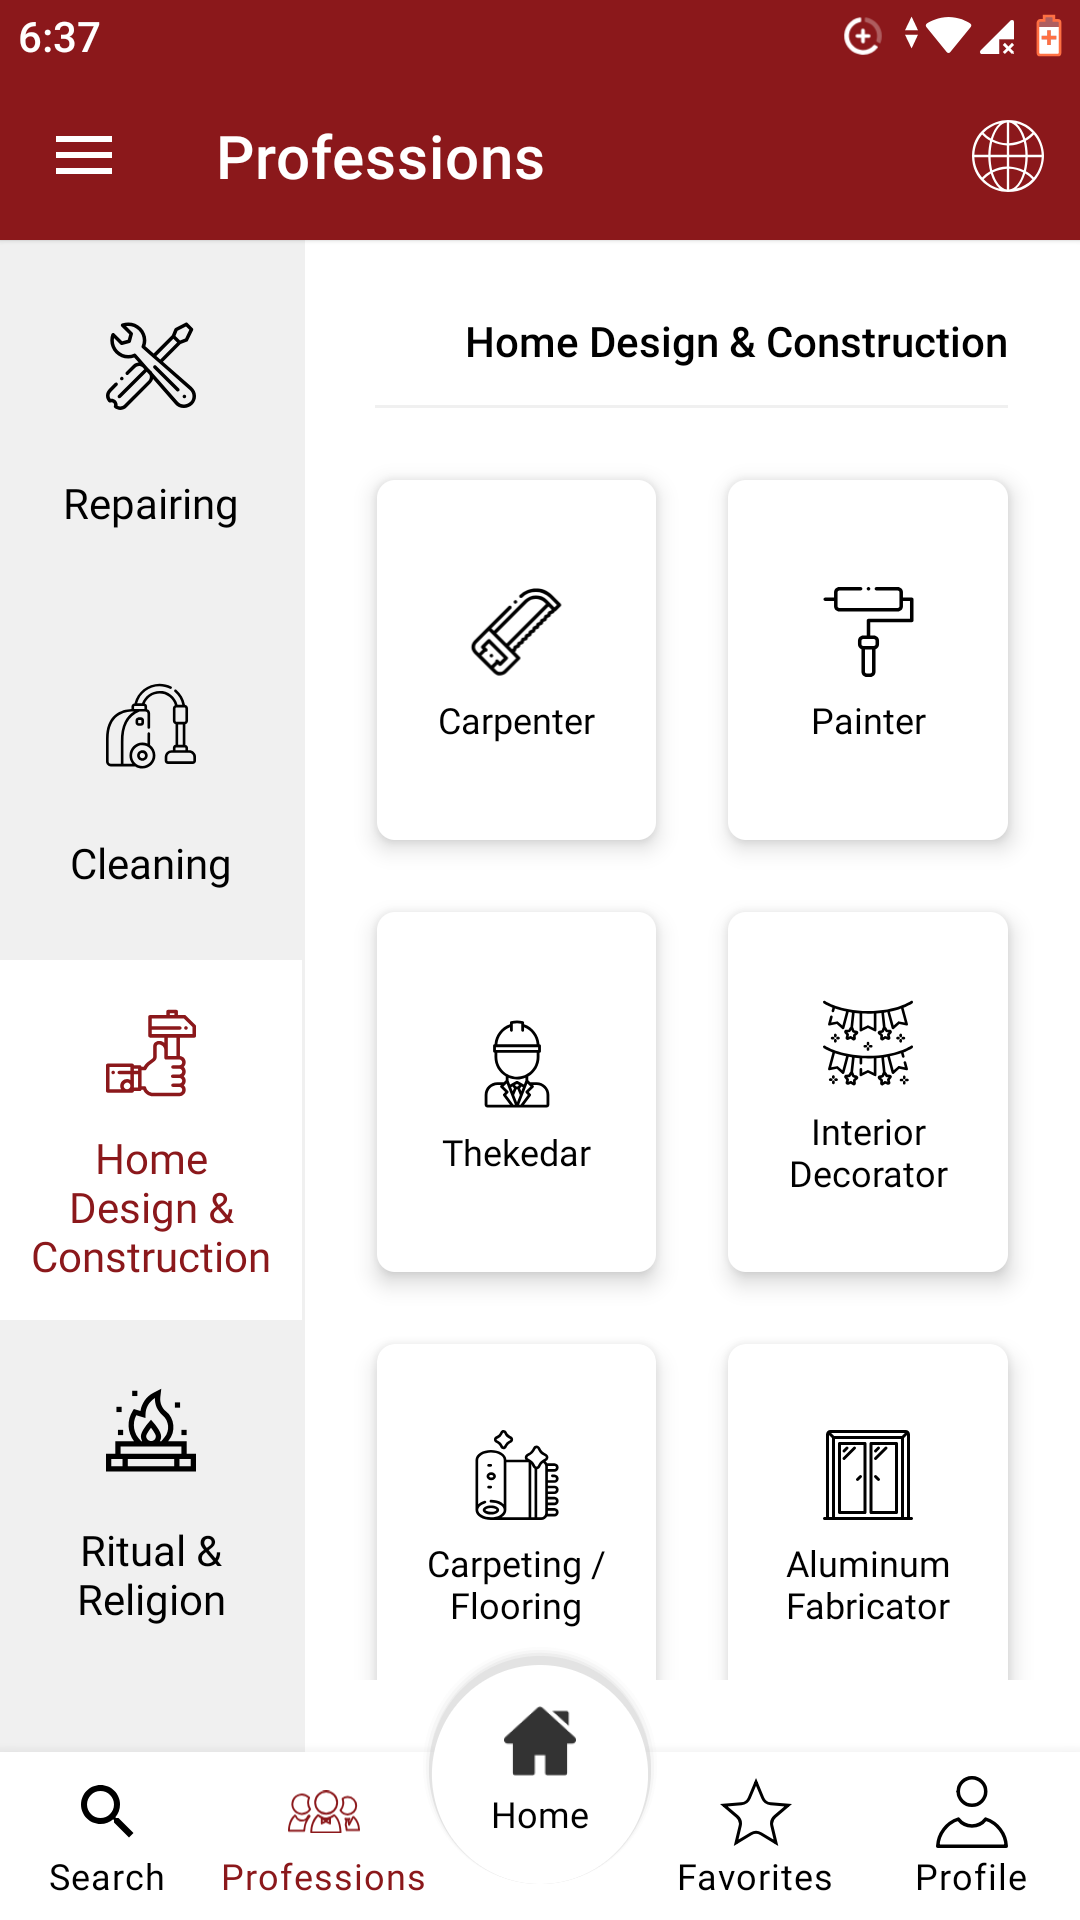 6:37
Professions
Repairing
Cleaning
Home
Design &
Construction
Ritual &
Religion
Home Design & Construction
Carpenter
Painter
Thekedar
Interior
Decorator
Carpeting /
Flooring
Aluminum
Fabricator
Search
Professions
Home
Favorites
Profile